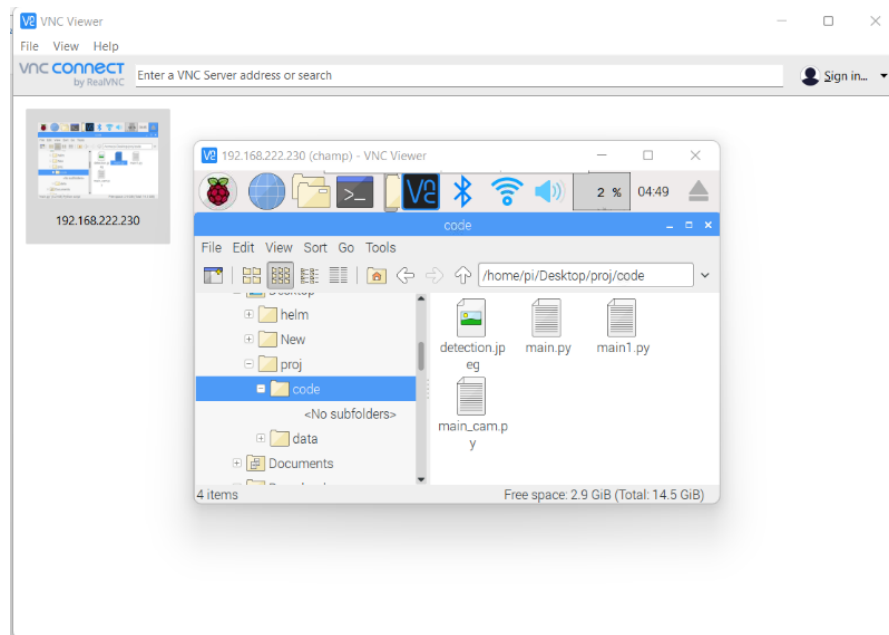 VNC Viewer
File View Help
VNC CONNECT
by RealVNC
Enter a VNC Server address or search
Sign in...
192.168.222.230
192.168.222.230 (champ) - VNC Viewer
2 % 04:49
code
File Edit View Sort Go Tools
/home/pi/Desktop/proj/code
Desktop
helm
New
proj
code
<No subfolders>
data
Documents
detection.jp
eg
main.py
main1.py
main_cam.p
y
4 items
Free space: 2.9 GiB (Total: 14.5 GiB)